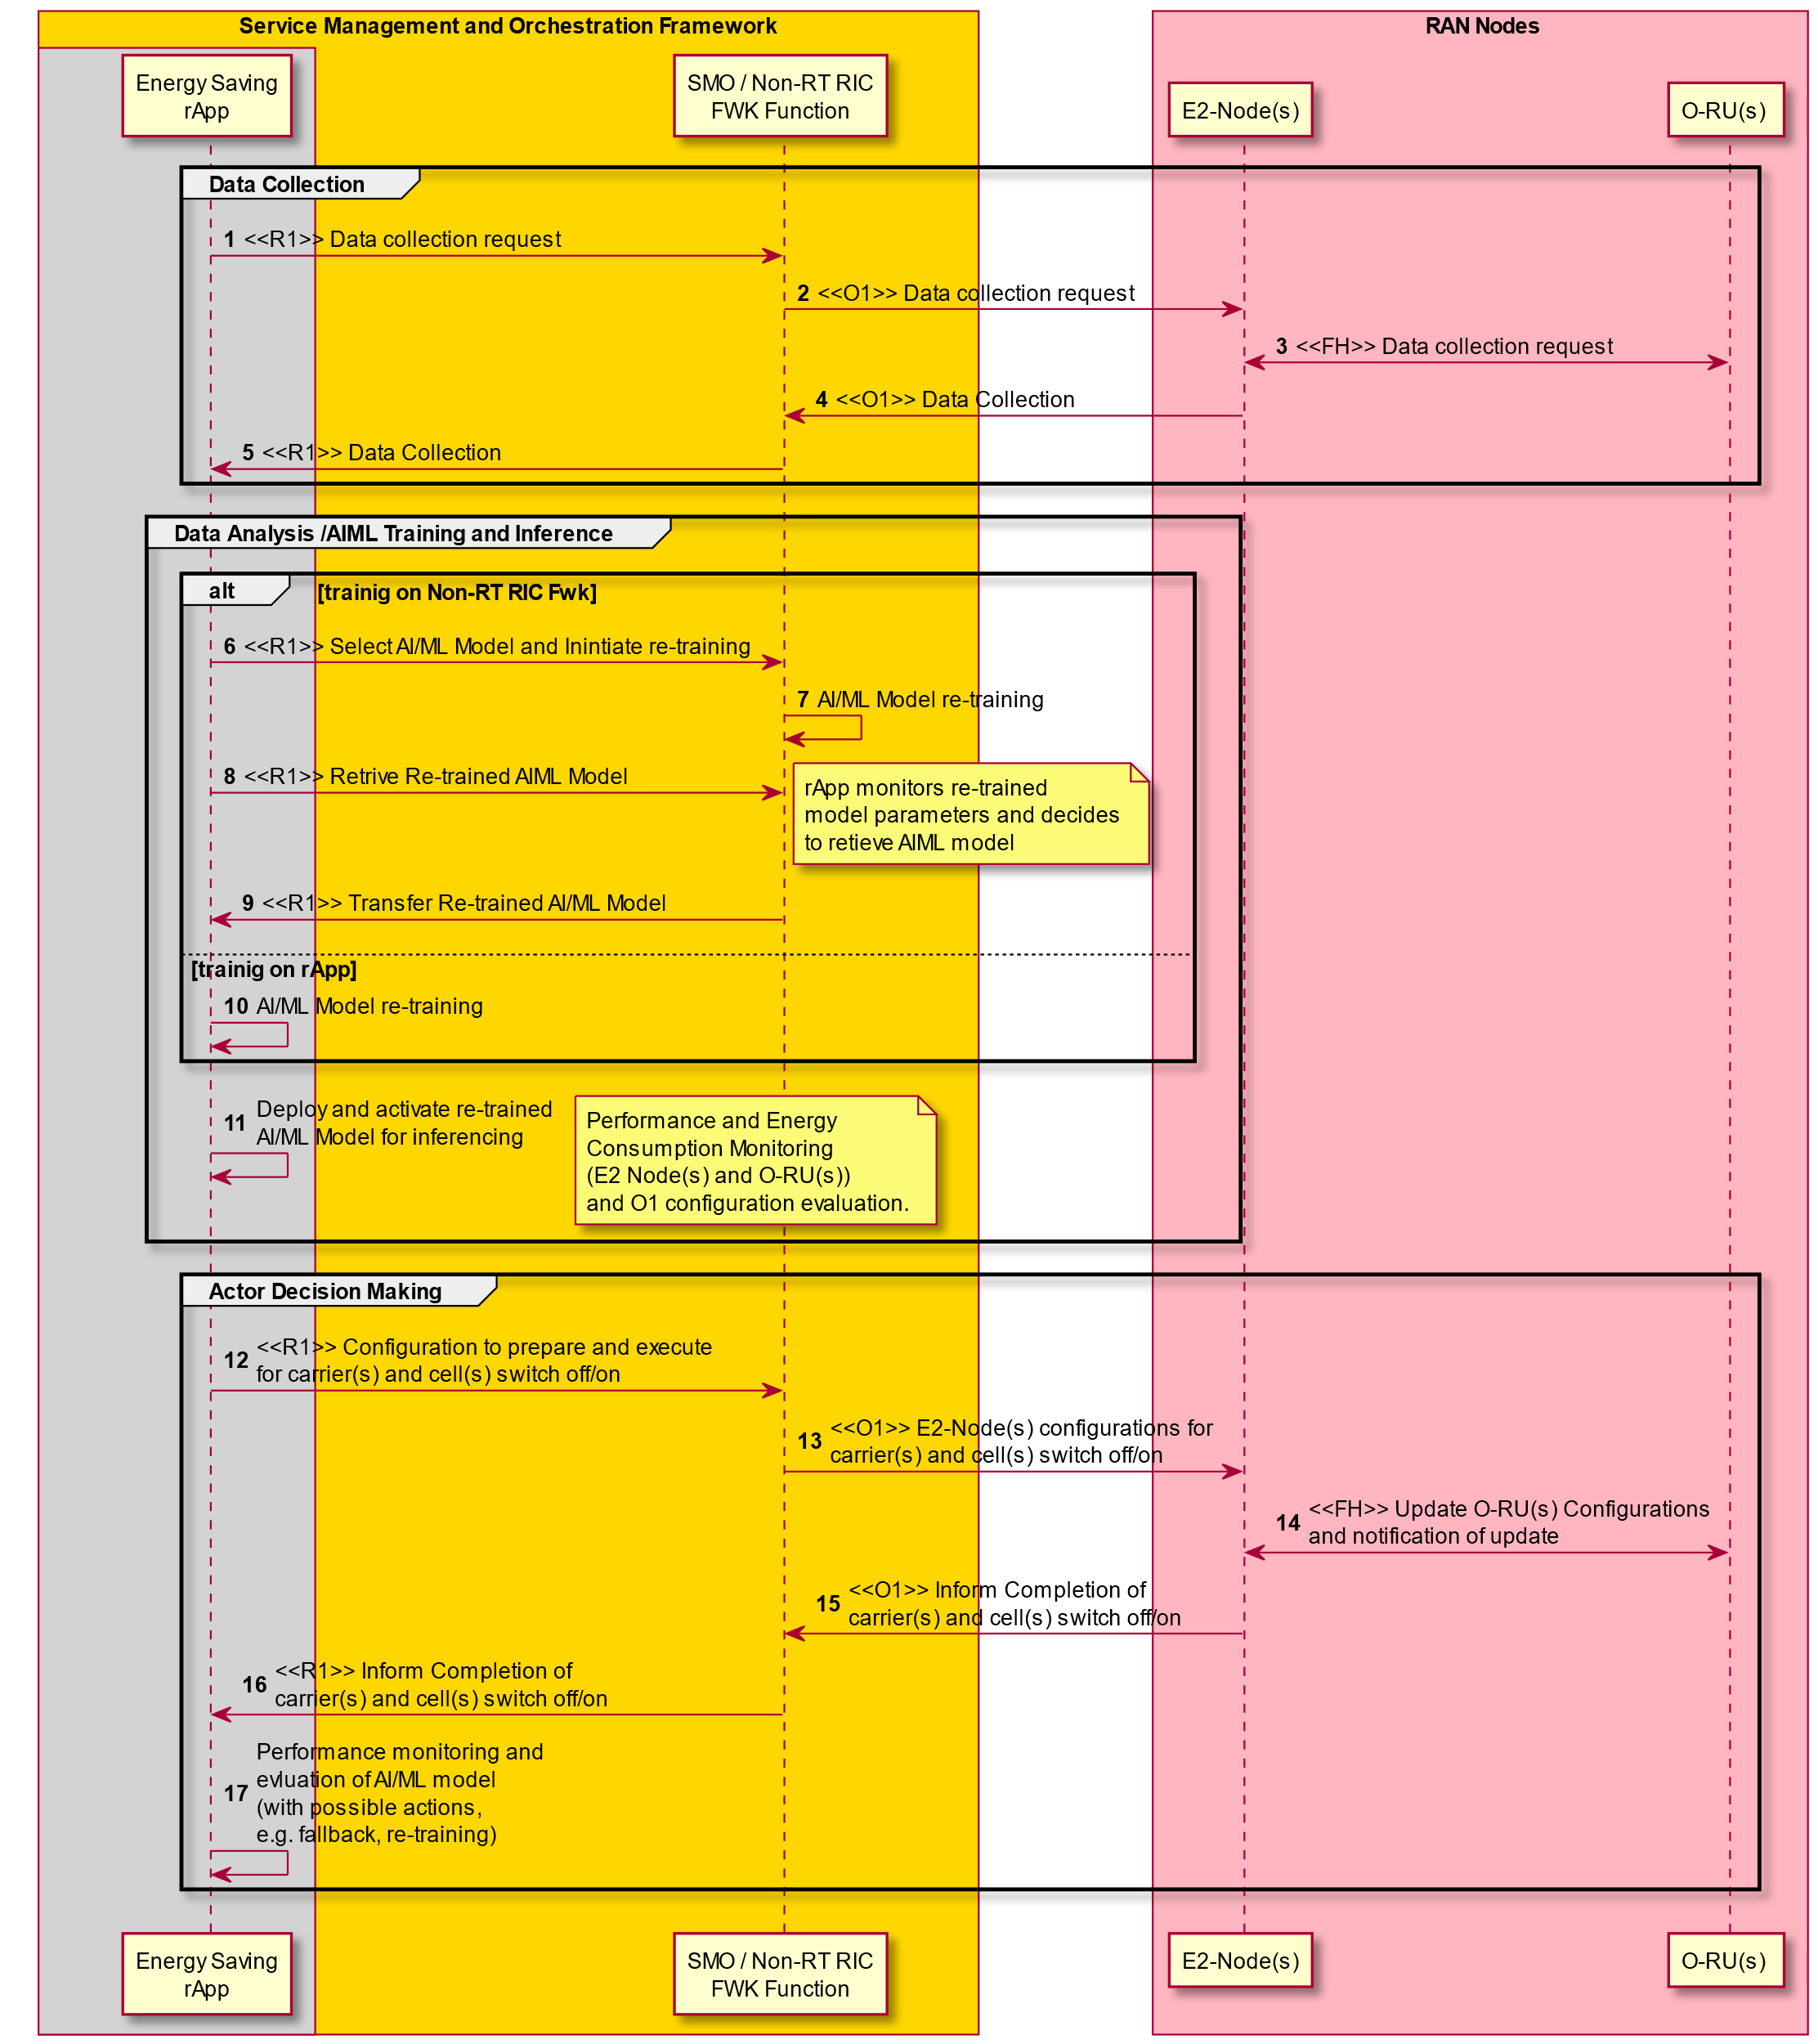 Service Management and Orchestration Framework
RAN Nodes
Energy Saving
rApp
SMO / Non-RT RIC
FWK Function
E2-Node(s)
O-RU(s)
Data Collection
1 <<R1>> Data collection request
2 <<O1>> Data collection request
3 <<FH>> Data collection request
4 <<O1>> Data Collection
5 <<R1>> Data Collection
Data Analysis /AIML Training and Inference
alt [trainig on Non-RT RIC Fwk]
6 <<R1>> Select AI/ML Model and Inintiate re-training
7 AI/ML Model re-training
8 <<R1>> Retrive Re-trained AIML Model
rApp monitors re-trained
model parameters and decides
to retieve AIML model
9 <<R1>> Transfer Re-trained AI/ML Model
[trainig on rApp]
10 AI/ML Model re-training
11 Deploy and activate re-trained
AI/ML Model for inferencing
Performance and Energy
Consumption Monitoring
(E2 Node(s) and O-RU(s))
and O1 configuration evaluation.
Actor Decision Making
12 <<R1>> Configuration to prepare and execute
for carrier(s) and cell(s) switch off/on
13 <<O1>> E2-Node(s) configurations for
carrier(s) and cell(s) switch off/on
14 <<FH>> Update O-RU(s) Configurations
and notification of update
15 <<O1>> Inform Completion of
carrier(s) and cell(s) switch off/on
16 <<R1>> Inform Completion of
carrier(s) and cell(s) switch off/on
17 Performance monitoring and
evluation of AI/ML model
(with possible actions,
e.g. fallback, re-training)
Energy Saving
rApp
SMO / Non-RT RIC
FWK Function
E2-Node(s)
O-RU(s)